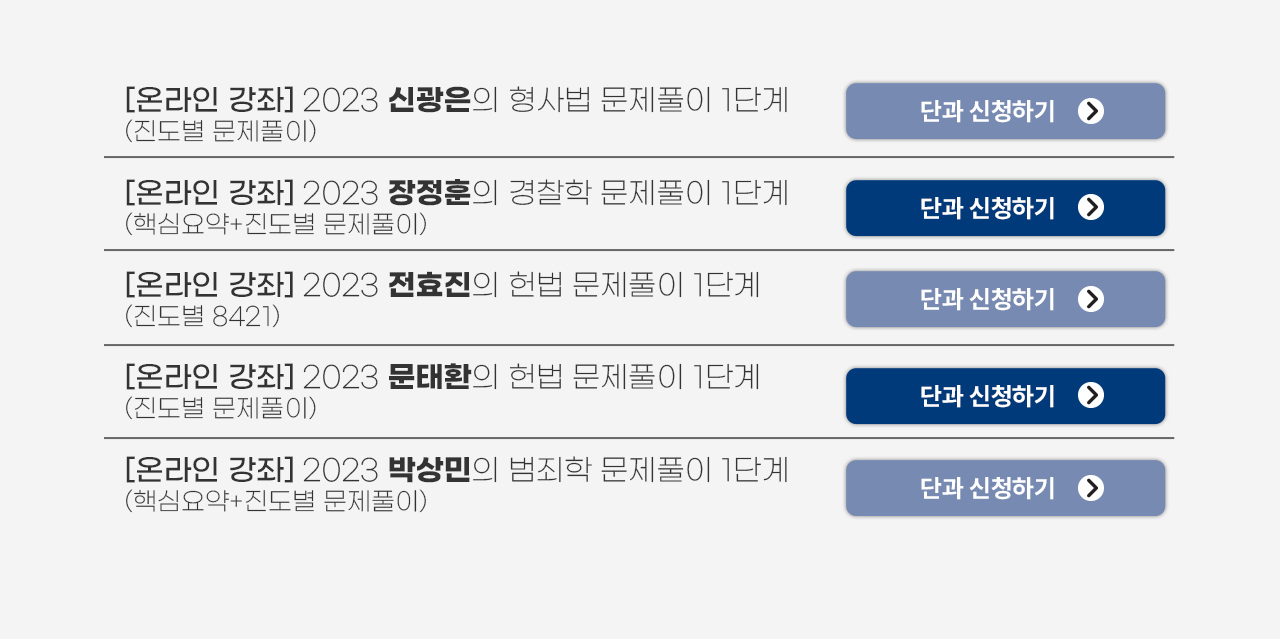 [온라인 강좌] 2023 신광은의 형사법 문제풀이 1단계
(진도별 문제풀이)
단과 신청하기
[온라인 강좌] 2023 장정훈의 경찰학 문제풀이 1단계
(핵심요약+진도별 문제풀이)
단과 신청하기
[온라인 강좌] 2023 전효진의 헌법 문제풀이 1단계
(진도별 8421)
단과 신청하기
[온라인 강좌] 2023 문태환의 헌법 문제풀이 1단계
(진도별 문제풀이)
단과 신청하기
[온라인 강좌] 2023 박상민의 범죄학 문제풀이 1단계
(핵심요약+진도별 문제풀이)
단과 신청하기